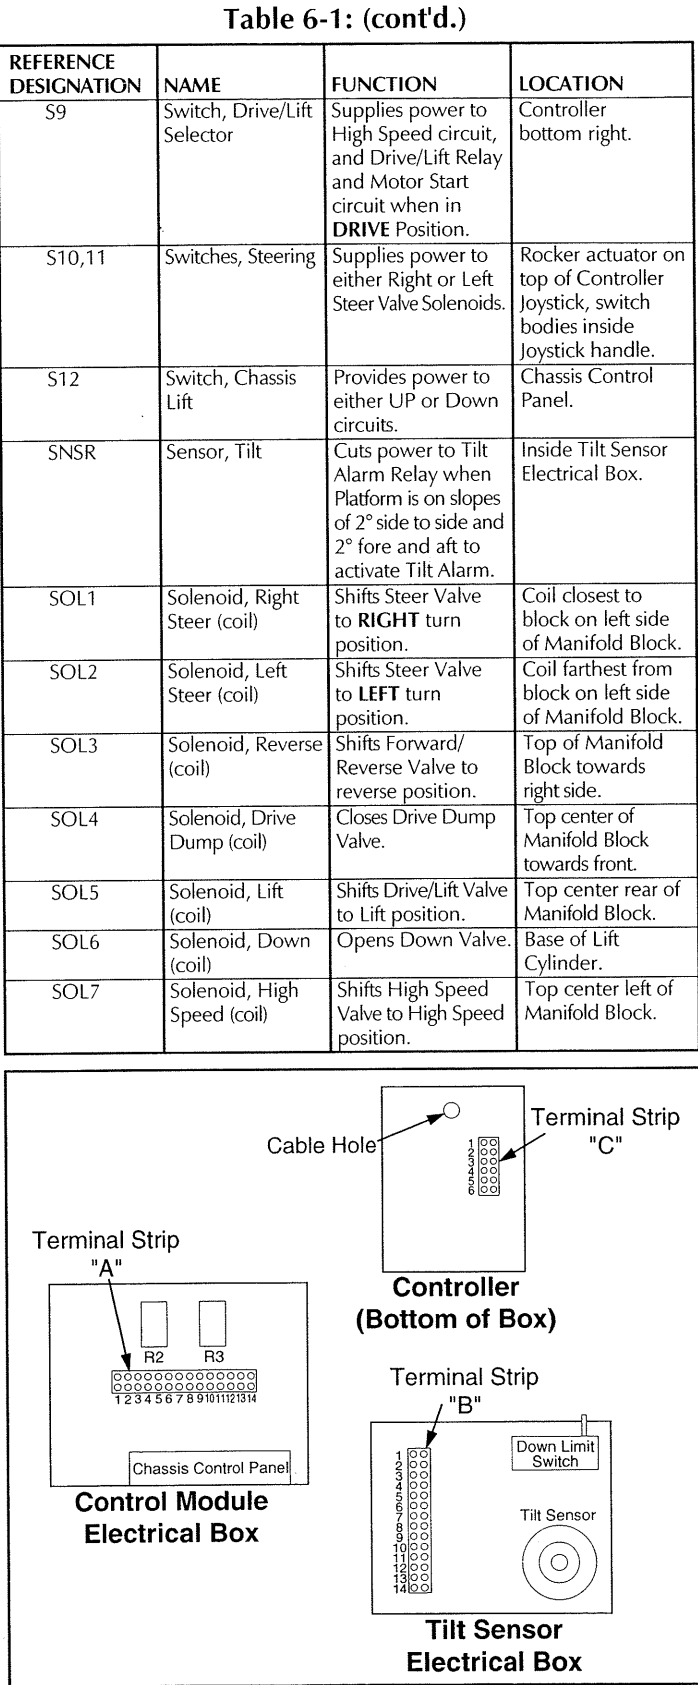 Table 6-1: (cont'd.)
REFERENCE
DESIGNATION NAME FUNCTION LOCATION
S9 Switch, Drive/Lift Supplies power to Controller
Selector High Speed circuit, bottom right.
and Drive/Lift Relay
and Motor Start
circuit when in
DRIVE Position.
S10,11 Switches, Steering Supplies power to Rocker actuator on
either Right or Left top of Controller
Steer Valve Solenoids. Joystick, switch
bodies inside
Joystick handle.
S12 Switch, Chassis Provides power to Chassis Control
Lift either UP or Down Panel.
circuits.
SNSR Sensor, Tilt Cuts power to Tilt Inside Tilt Sensor
Alarm Relay when Electrical Box.
Platform is on slopes
of 2° side to side and
2° fore and aft to
activate Tilt Alarm.
SOL1 Solenoid, Right Shifts Steer Valve Coil closest to
Steer (coil) to RIGHT turn block on left side
position. of Manifold Block.
SOL2 Solenoid, Left Shifts Steer Valve Coil farthest from
Steer (coil) to LEFT turn block on left side
position. of Manifold Block.
SOL3 Solenoid, Reverse Shifts Forward/ Top of Manifold
(coil) Reverse Valve to Block towards
reverse position. right side.
SOL4 Solenoid, Drive Closes Drive Dump Top center of
Dump (coil) Valve. Manifold Block
towards front.
SOL5 Solenoid, Lift Shifts Drive/Lift Valve Top center rear of
(coil) to Lift position. Manifold Block.
SOL6 Solenoid, Down Opens Down Valve. Base of Lift
(coil) Cylinder.
SOL7 Solenoid, High Shifts High Speed Top center left of
Speed (coil) Valve to High Speed Manifold Block.
position.
Cable Hole
Terminal Strip
"C"
1
2
3
4
5
6
Controller
(Bottom of Box)
Terminal Strip
"A"
R2 R3
1 2 3 4 5 6 7 8 9 10 11 12 13 14
Chassis Control Panel
Control Module
Electrical Box
Terminal Strip
"B"
1
2
3
4
5
6
7
8
9
10
11
12
13
14
Down Limit
Switch
Tilt Sensor
Tilt Sensor
Electrical Box